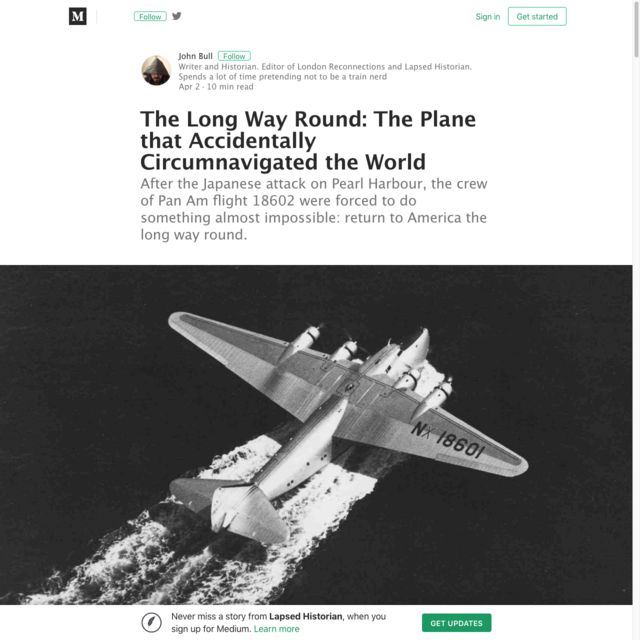 M
Follow
Sign in
Get started
John Bull Follow
Writer and Historian. Editor of London Reconnections and Lapsed Historian.
Spends a lot of time pretending not to be a train nerd
Apr 2 · 10 min read
The Long Way Round: The Plane
that Accidentally
Circumnavigated the World
After the Japanese attack on Pearl Harbour, the crew
of Pan Am flight 18602 were forced to do
something almost impossible: return to America the
long way round.
NX 18601
Never miss a story from Lapsed Historian, when you
sign up for Medium. Learn more
GET UPDATES